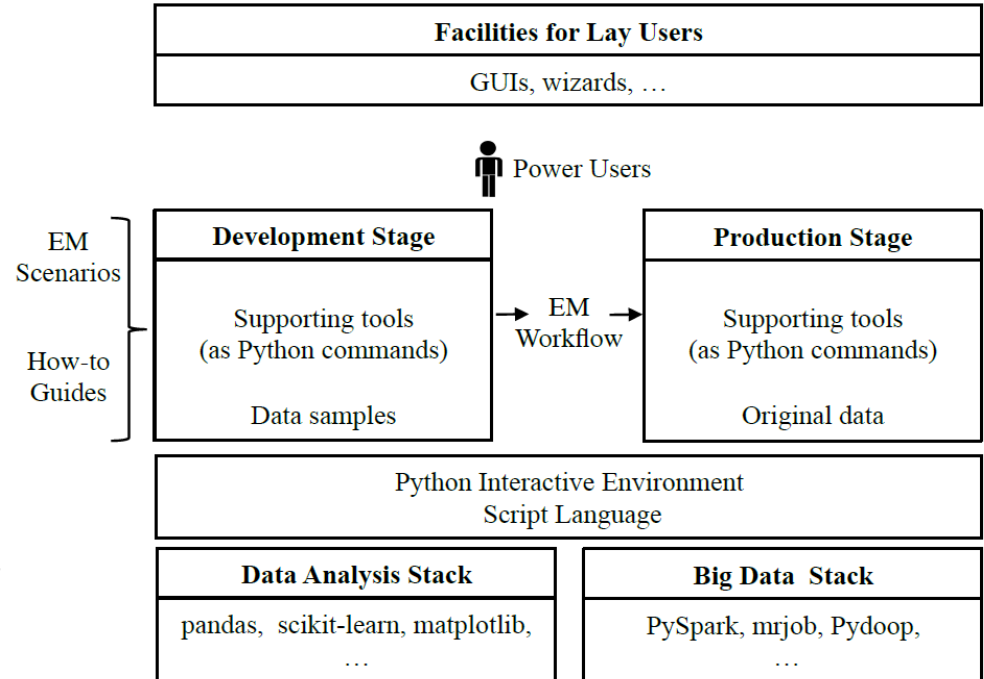 Facilities for Lay Users
GUIs, wizards, …
Power Users
EM
Scenarios
How-to
Guides
Development Stage
Supporting tools
(as Python commands)
Data samples
EM
Workflow
Production Stage
Supporting tools
(as Python commands)
Original data
Python Interactive Environment
Script Language
Data Analysis Stack
pandas, scikit-learn, matplotlib,
…
Big Data Stack
PySpark, mrjob, Pydoop,
…